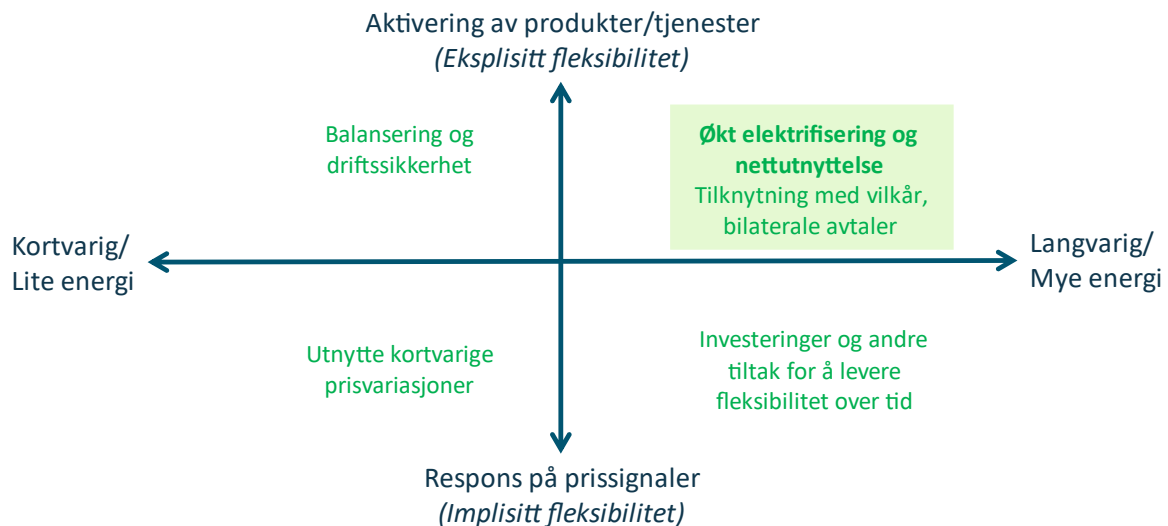 Aktivering av produkter/tjenester
(Eksplisitt fleksibilitet)
Balansering og
driftssikkerhet
Økt elektrifisering og
nettutnyttelse
Tilknytning med vilkår,
bilaterale avtaler
Kortvarig/
Lite energi
Langvarig/
Mye energi
Utnytte kortvarige
prisvariasjoner
Investeringer og andre
tiltak for å levere
fleksibilitet over tid
Respons på prissignaler
(Implisitt fleksibilitet)